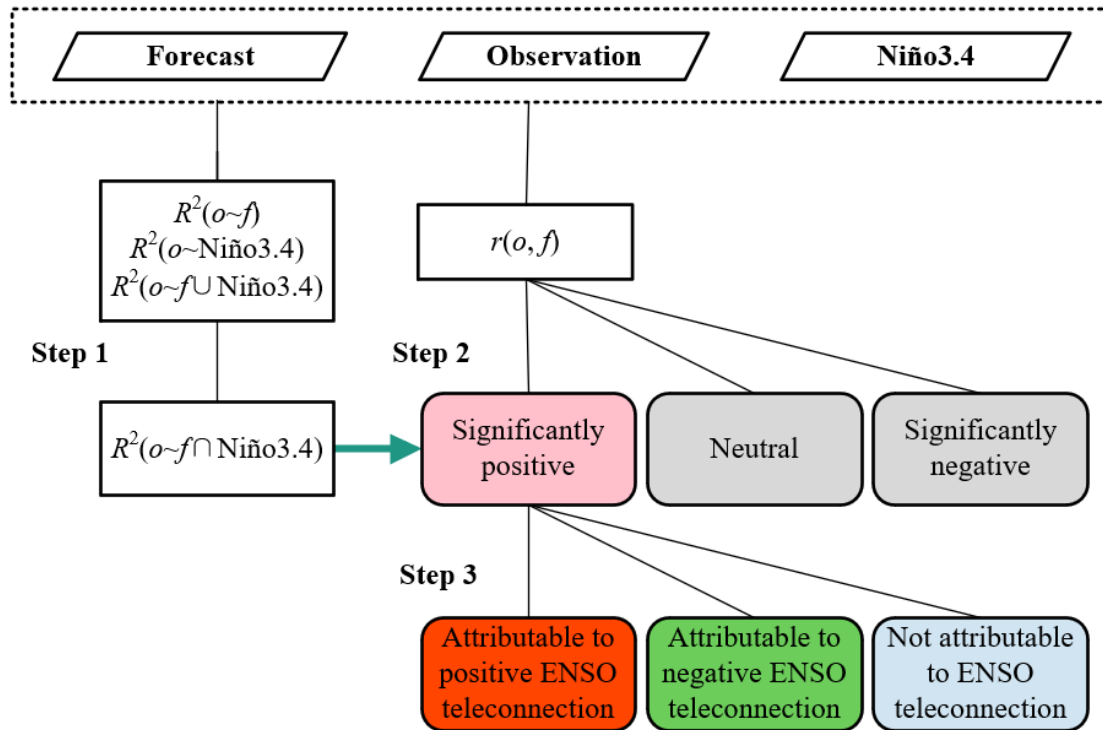 Forecast
Observation
Niño3.4
R²(o~f)
R²(o~Niño3.4)
R²(o~f∪Niño3.4)
r(o, f)
Step 1
Step 2
R²(o~f∩Niño3.4)
Significantly
positive
Neutral
Significantly
negative
Step 3
Attributable to
positive ENSO
teleconnection
Attributable to
negative ENSO
teleconnection
Not attributable
to ENSO
teleconnection